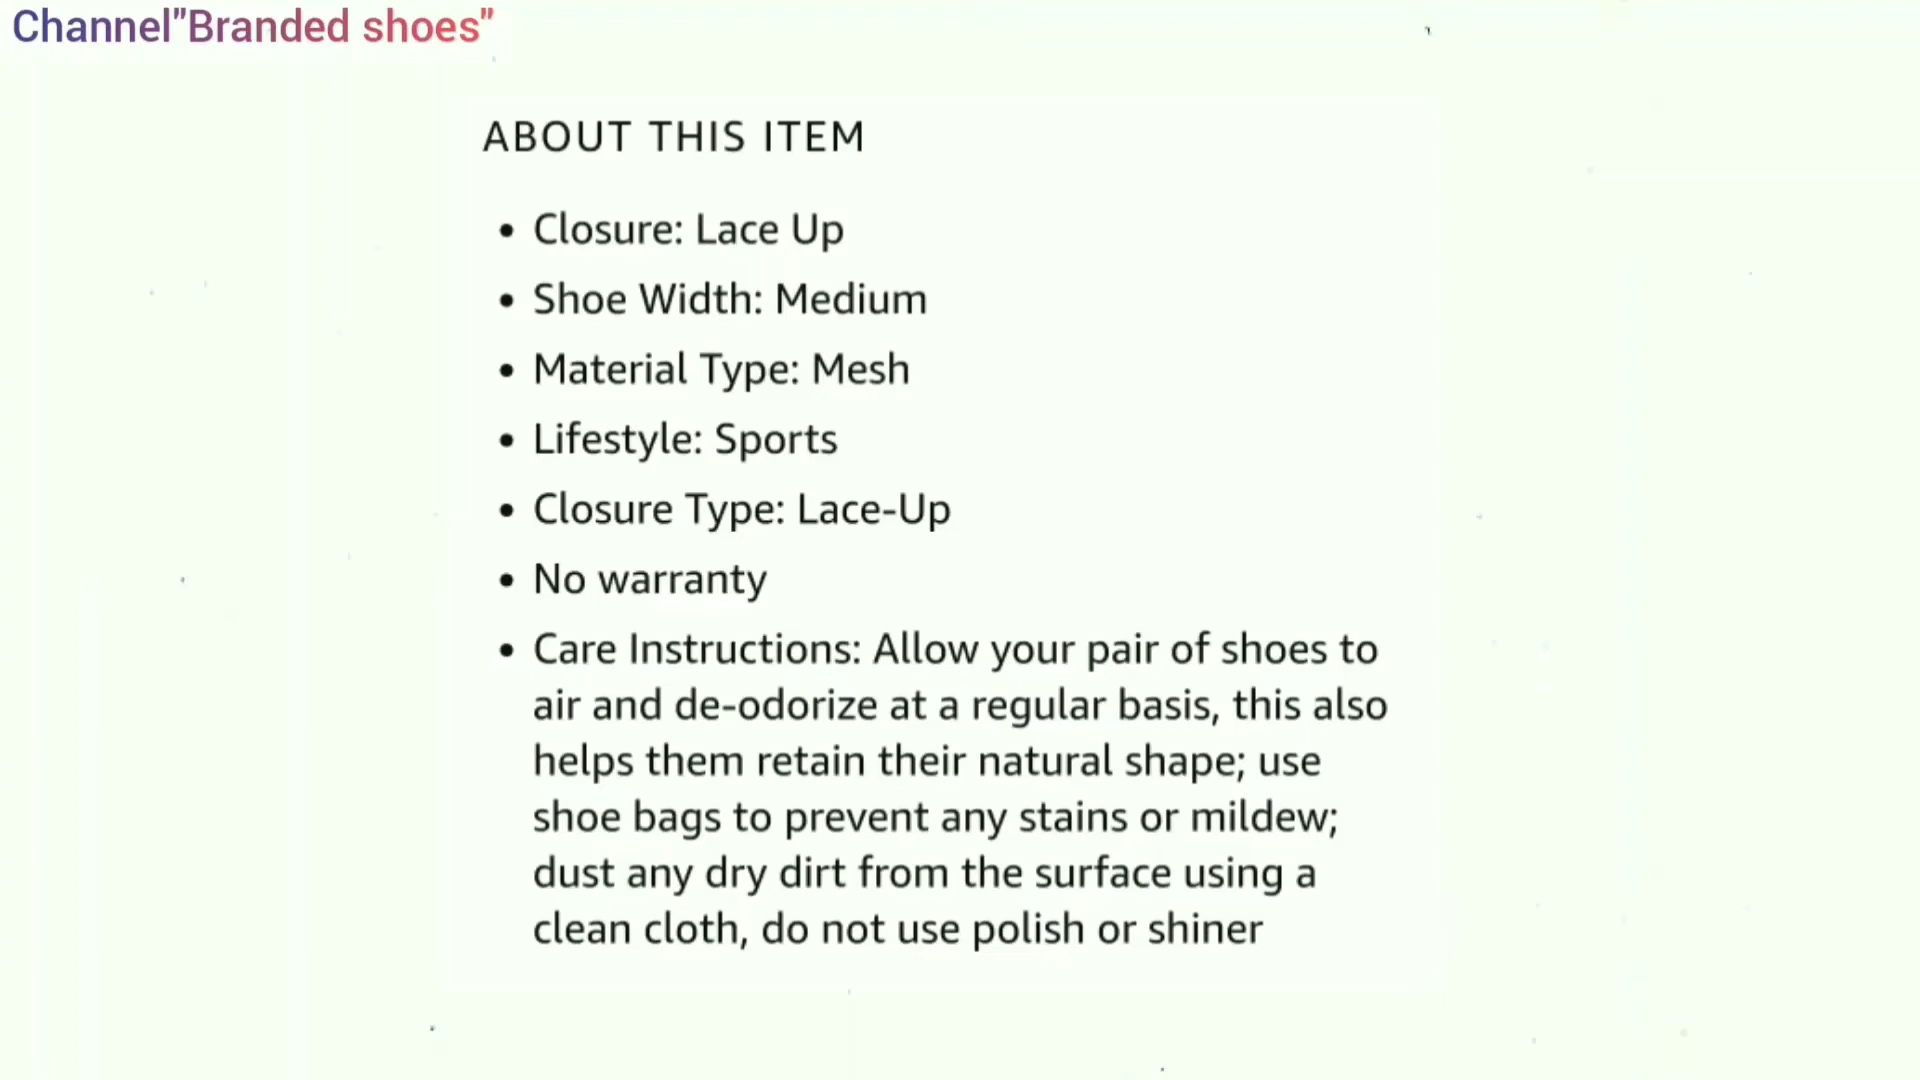 Channel"Branded shoes"
ABOUT THIS ITEM
• Closure: Lace Up
• Shoe Width: Medium
• Material Type: Mesh
• Lifestyle: Sports
• Closure Type: Lace-Up
• No warranty
• Care Instructions: Allow your pair of shoes to
air and de-odorize at a regular basis, this also
helps them retain their natural shape; use
shoe bags to prevent any stains or mildew;
dust any dry dirt from the surface using a
clean cloth, do not use polish or shiner